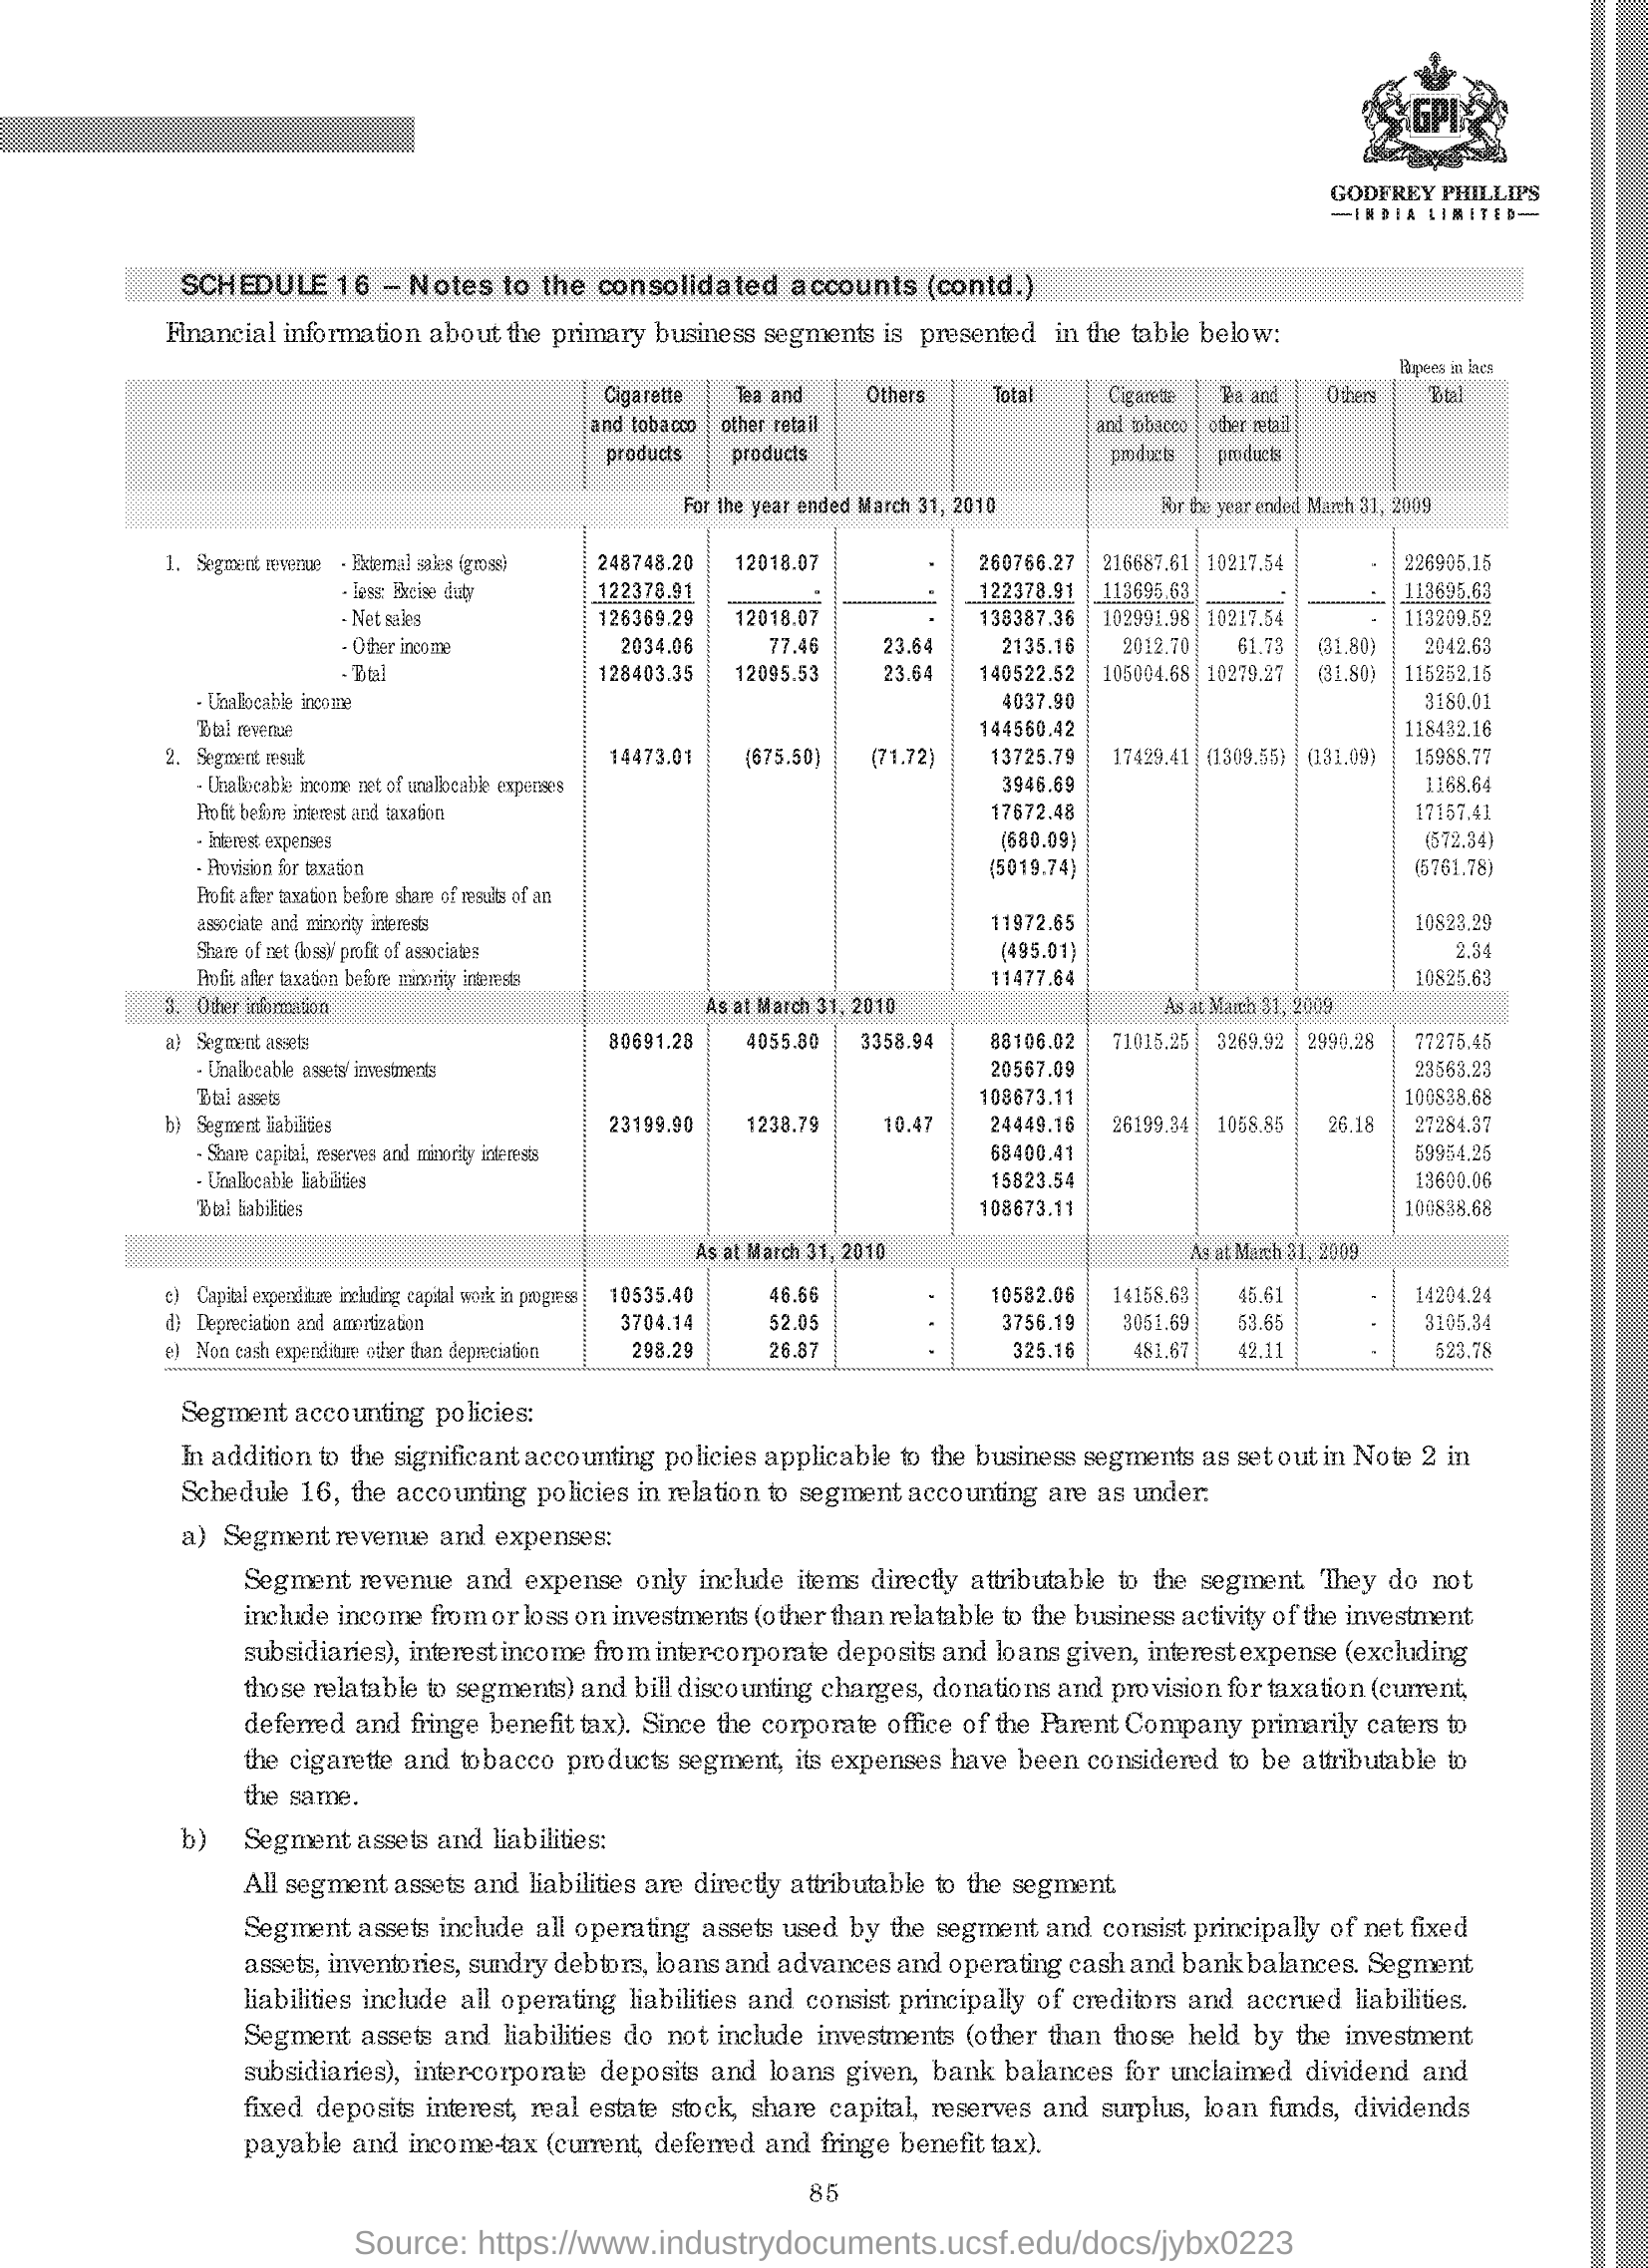 GPI
GODFREY PHILLIPS
INDIA LIMITED
SCHEDULE 16 – Notes to the consolidated accounts (contd.)
Financial information about the primary business segments is presented in the table below:
Rupees in lacs
Cigarette and tobacco products Tea and other retail products Others Total Cigarette and tobacco products Tea and other retail products Others Total
For the year ended March 31, 2010 For the year ended March 31, 2009
1. Segment revenue - External sales (gross) 248748.20 12018.07 - 260766.27 216687.61 10217.54 - 226905.15
- less: Excise duty 122378.91 - - 122378.91 113695.63 - - 113695.63
- Net sales 126369.29 12018.07 - 138387.36 102991.98 10217.54 - 113209.52
- Other income 2034.06 77.46 23.64 2135.16 2012.70 61.73 (31.80) 2042.63
- Total 128403.35 12095.53 23.64 140522.52 105004.68 10279.27 (31.80) 115252.15
- Unallocable income 4037.90 3180.01
Total revenue 144560.42 118432.16
2. Segment result 14473.01 (675.50) (71.72) 13725.79 17429.41 (1309.55) (131.09) 15988.77
- Unallocable income net of unallocable expenses 3946.69 1168.64
Profit before interest and taxation 17672.48 17157.41
- Interest expenses (680.09) (572.34)
- Provision for taxation (5019.74) (5761.78)
Profit after taxation before share of results of an
associate and minority interests 11972.65 10823.29
Share of net (loss)/ profit of associates (495.01) 2.34
Profit after taxation before minority interests 11477.64 10825.63
3. Other information As at March 31, 2010 As at March 31, 2009
a) Segment assets 80691.28 4055.80 3358.94 88106.02 71015.25 3269.92 2990.28 77275.45
- Unallocable assets/ investments 20567.09 23563.23
Total assets 108673.11 100838.68
b) Segment liabilities 23199.90 1238.79 10.47 24449.16 26199.34 1058.85 26.18 27284.37
- Share capital, reserves and minority interests 68400.41 59954.25
- Unallocable liabilities 15823.54 13600.06
Total liabilities 108673.11 100838.68
As at March 31, 2010 As at March 31, 2009
c) Capital expenditure including capital work in progress 10535.40 46.66 - 10582.06 14158.63 45.61 - 14204.24
d) Depreciation and amortization 3704.14 52.05 - 3756.19 3051.69 53.65 - 3105.34
e) Non cash expenditure other than depreciation 298.29 26.87 - 325.16 481.67 42.11 - 523.78
Segment accounting policies:
In addition to the significant accounting policies applicable to the business segments as set out in Note 2 in
Schedule 16, the accounting policies in relation to segment accounting are as under:
a) Segment revenue and expenses:
Segment revenue and expense only include items directly attributable to the segment. They do not
include income from or loss on investments (other than relatable to the business activity of the investment
subsidiaries), interest income from inter-corporate deposits and loans given, interest expense (excluding
those relatable to segments) and bill discounting charges, donations and provision for taxation (current,
deferred and fringe benefit tax). Since the corporate office of the Parent Company primarily caters to
the cigarette and tobacco products segment, its expenses have been considered to be attributable to
the same.
b) Segment assets and liabilities:
All segment assets and liabilities are directly attributable to the segment.
Segment assets include all operating assets used by the segment and consist principally of net fixed
assets, inventories, sundry debtors, loans and advances and operating cash and bank balances. Segment
liabilities include all operating liabilities and consist principally of creditors and accrued liabilities.
Segment assets and liabilities do not include investments (other than those held by the investment
subsidiaries), inter-corporate deposits and loans given, bank balances for unclaimed dividend and
fixed deposits interest, real estate stock, share capital, reserves and surplus, loan funds, dividends
payable and income-tax (current, deferred and fringe benefit tax).
85
Source: https://www.industrydocuments.ucsf.edu/docs/jybx0223